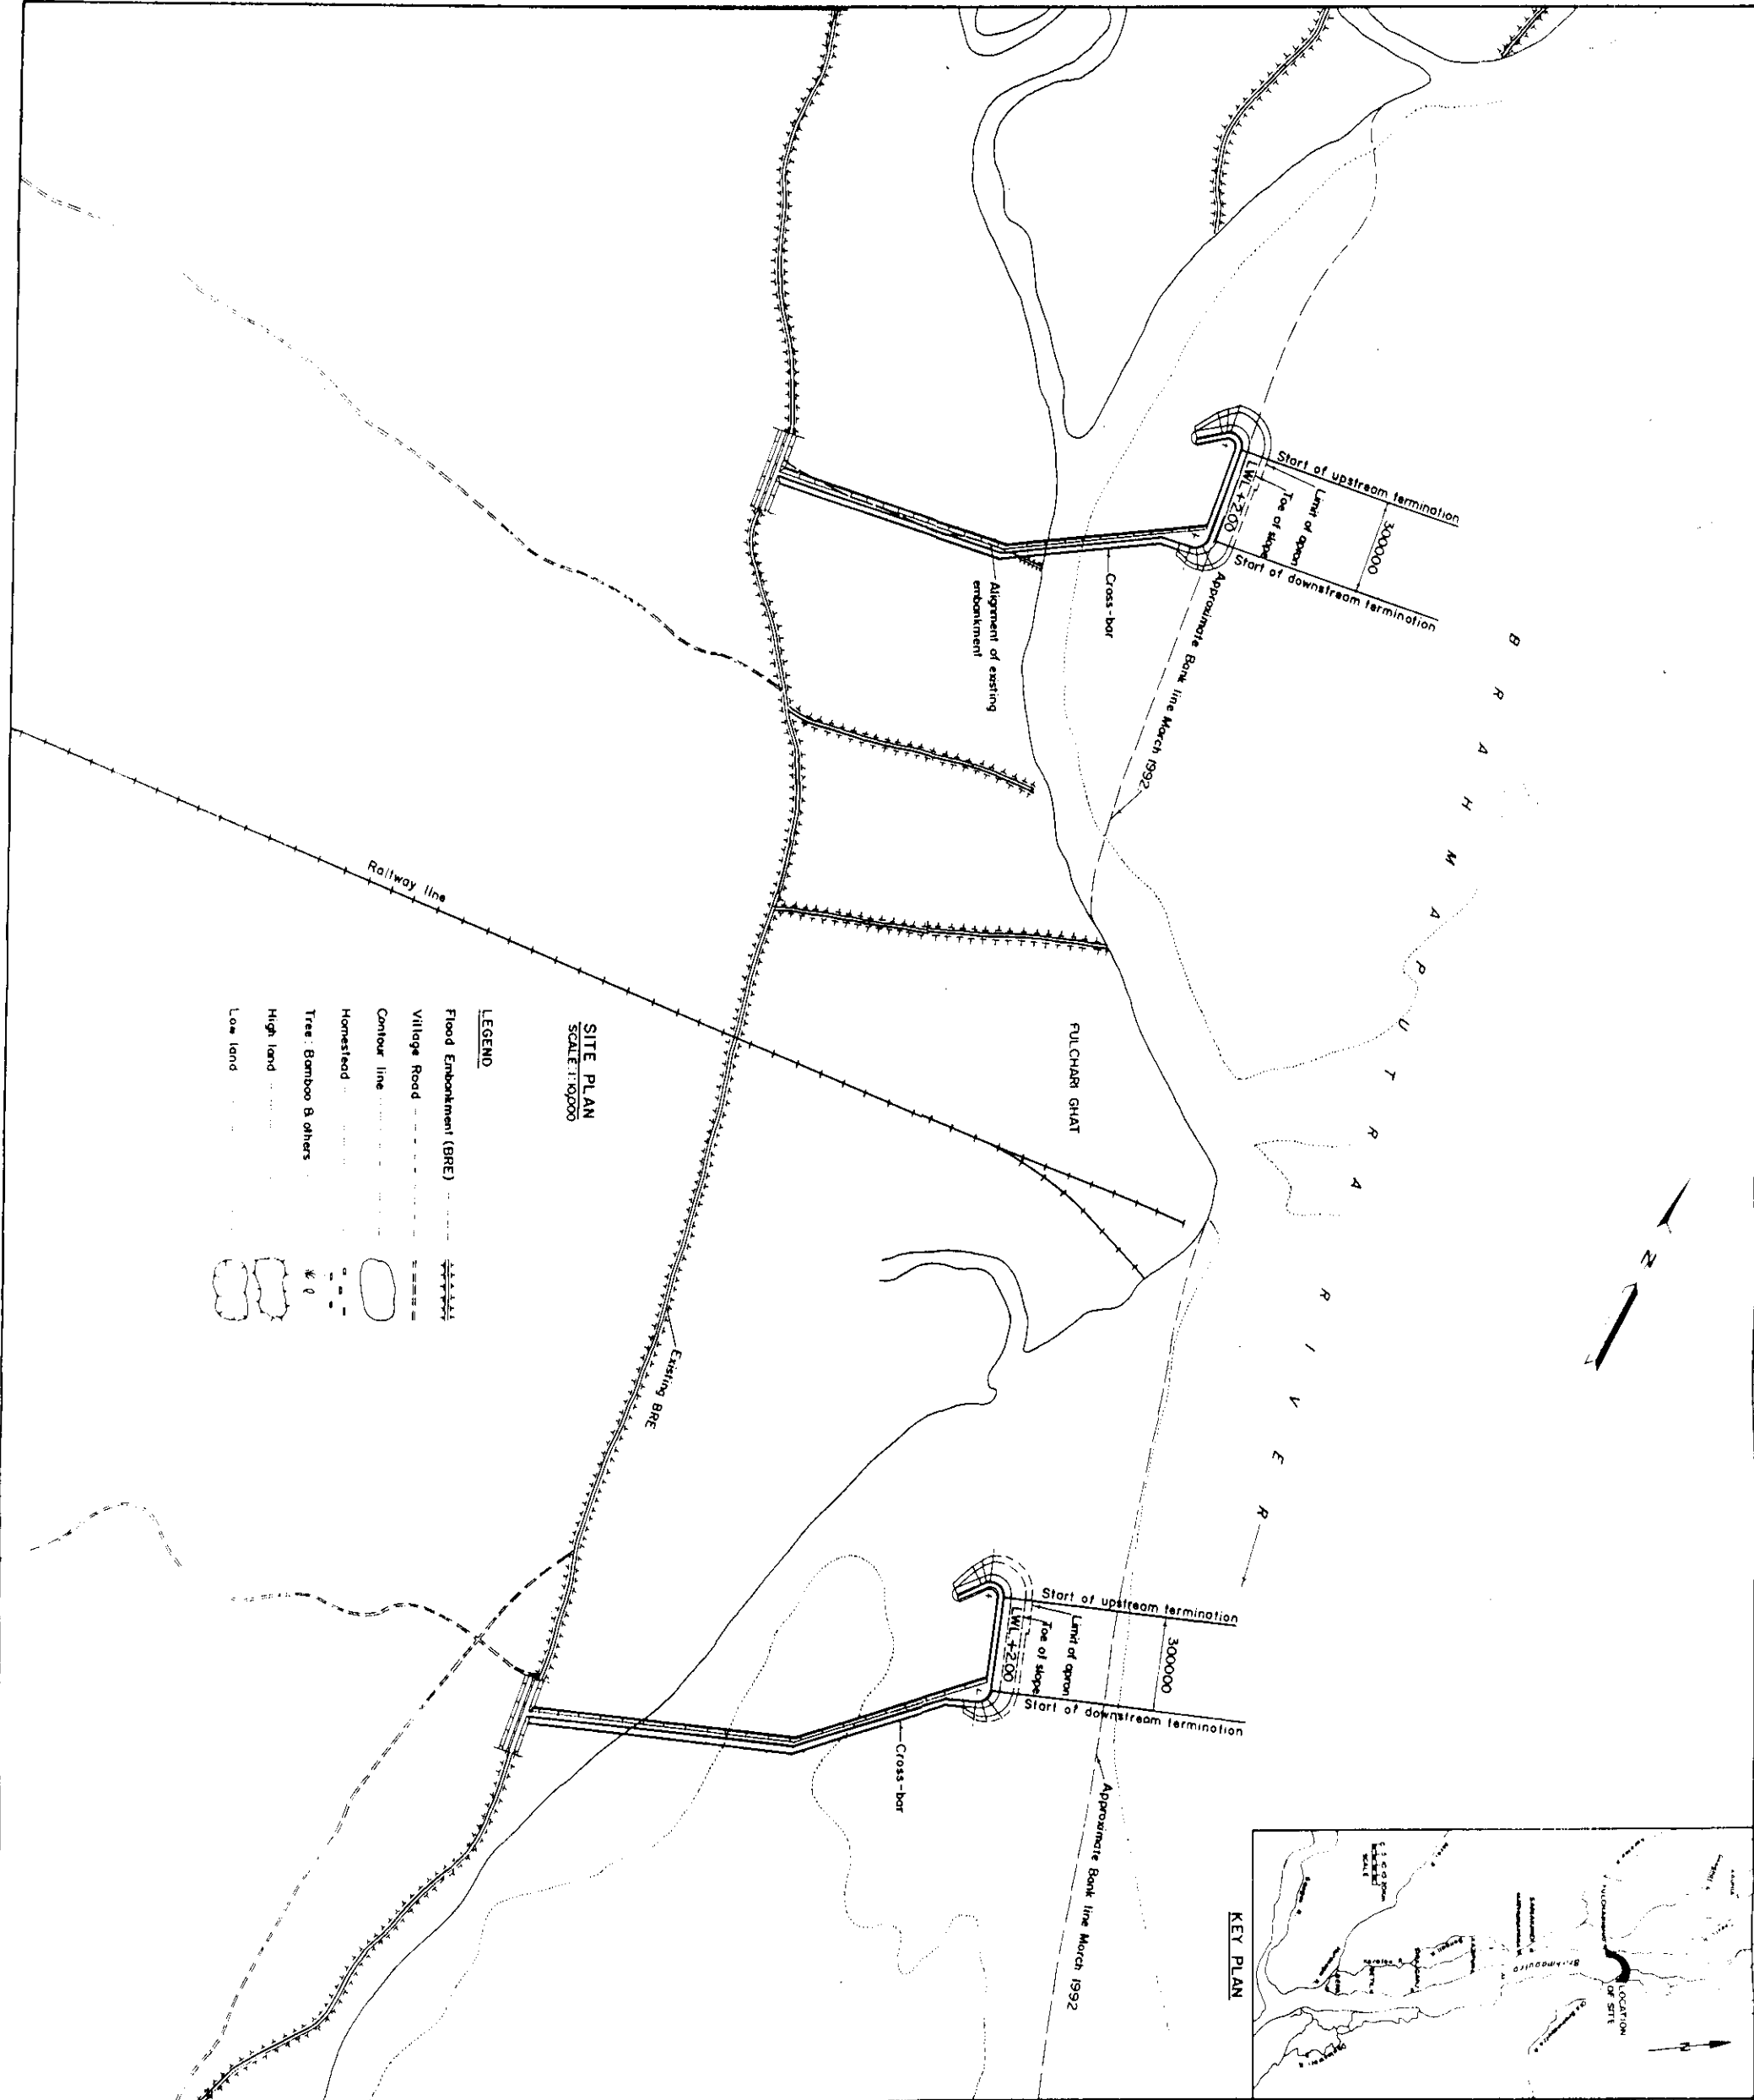 BRAHMAPUTRA RIVER
Start of upstream termination
Limit of apron
Toe of slope
LWL +2.00
300000
Start of downstream termination
Approximate Bank line March 1992
Cross-bar
Alignment of existing
embankment
FULCHARI GHAT
Railway line
Existing BRE
Start of upstream termination
Limit of apron
Toe of slope
LWL +2.00
300000
Start of downstream termination
Approximate Bank line March 1992
Cross-bar
N
SITE PLAN
SCALE 1:10,000
LEGEND
Flood Embankment (BRE)
Village Road
Contour line
Homestead
Tree: Bamboo & others
High land
Low land
KEY PLAN
LOCATION
OF SITE
Brahmaputra
SCALE
N